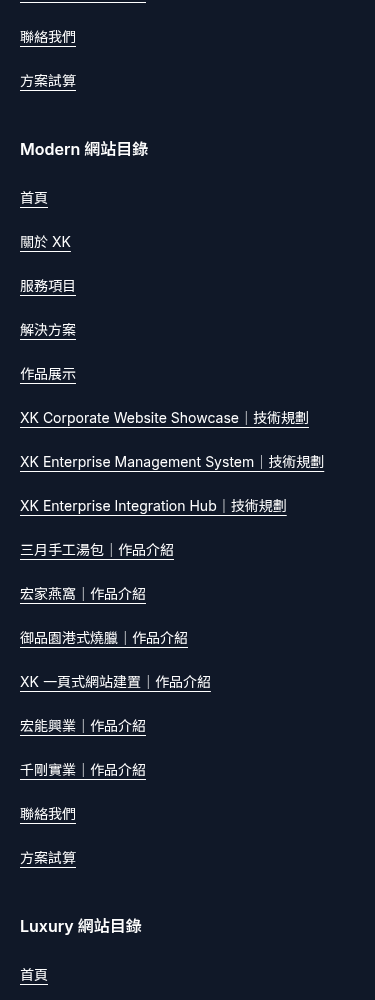 聯絡我們
方案試算
Modern 網站目錄
首頁
關於 XK
服務項目
解決方案
作品展示
XK Corporate Website Showcase｜技術規劃
XK Enterprise Management System｜技術規劃
XK Enterprise Integration Hub｜技術規劃
三月手工湯包｜作品介紹
宏家燕窩｜作品介紹
御品園港式燒臘｜作品介紹
XK 一頁式網站建置｜作品介紹
宏能興業｜作品介紹
千剛實業｜作品介紹
聯絡我們
方案試算
Luxury 網站目錄
首頁